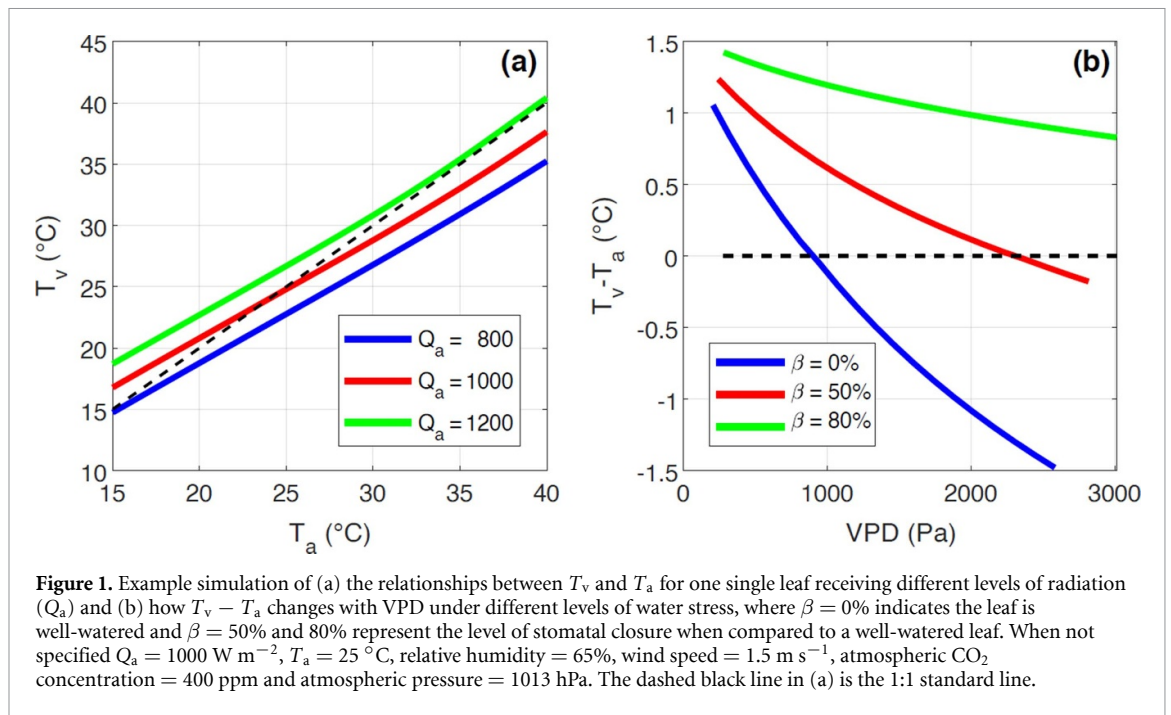 (a)
45
40
35
30
25
20
15
10
T_v (°C)
Q_a = 800
Q_a = 1000
Q_a = 1200
15 20 25 30 35 40
T_a (°C)
(b)
1.5
1
0.5
0
-0.5
-1
-1.5
T_v-T_a (°C)
β = 0%
β = 50%
β = 80%
0 1000 2000 3000
VPD (Pa)
Figure 1. Example simulation of (a) the relationships between T_v and T_a for one single leaf receiving different levels of radiation
(Q_a) and (b) how T_v − T_a changes with VPD under different levels of water stress, where β = 0% indicates the leaf is
well-watered and β = 50% and 80% represent the level of stomatal closure when compared to a well-watered leaf. When not
specified Q_a = 1000 W m⁻², T_a = 25 °C, relative humidity = 65%, wind speed = 1.5 m s⁻¹, atmospheric CO₂
concentration = 400 ppm and atmospheric pressure = 1013 hPa. The dashed black line in (a) is the 1:1 standard line.